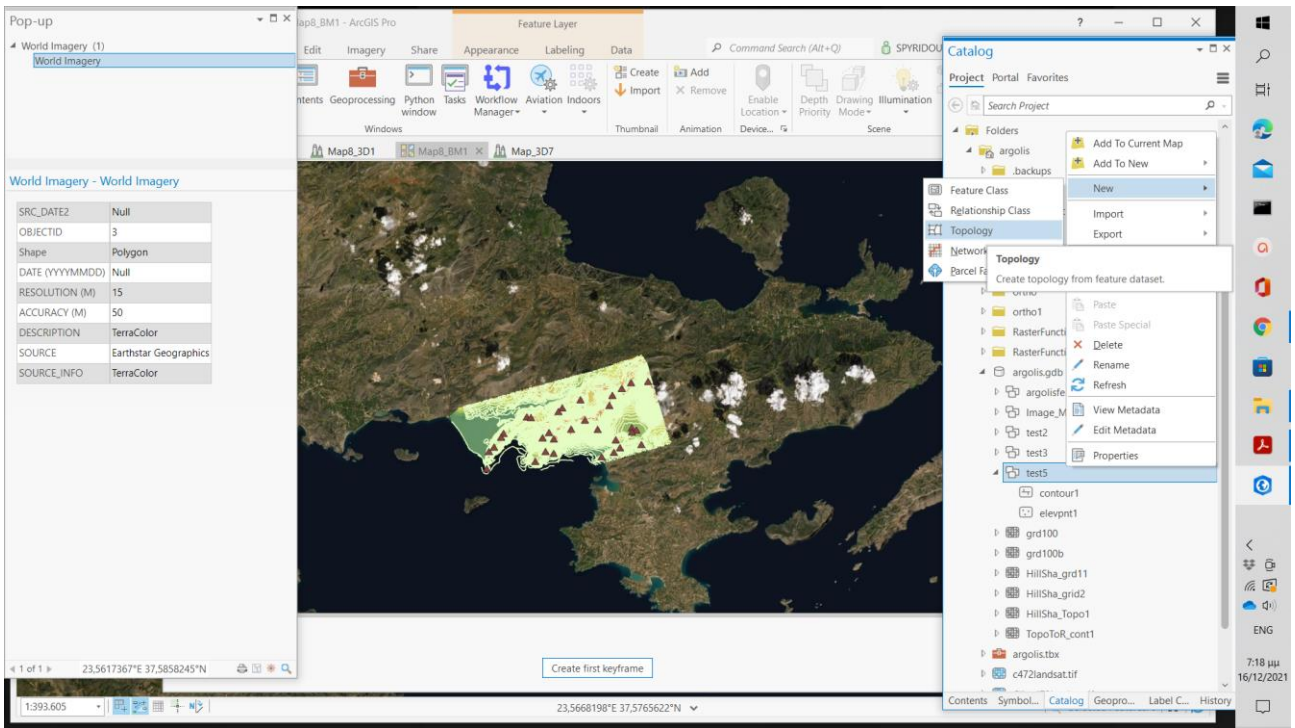 Pop-up
World Imagery (1)
World Imagery
World Imagery - World Imagery
SRC_DATE2 Null
OBJECTID 3
Shape Polygon
DATE (YYYYMMDD) Null
RESOLUTION (M) 15
ACCURACY (M) 50
DESCRIPTION TerraColor
SOURCE Earthstar Geographics
SOURCE_INFO TerraColor
1 of 1 23,5617367°E 37,5858245°N
1:393.605
Map8_BM1 - ArcGIS Pro
Feature Layer
Edit Imagery Share Appearance Labeling Data
Command Search (Alt+Q)
SPYRIDOU
Geoprocessing
Python window
Tasks
Workflow Manager
Aviation
Indoors
Windows
Create
Import
Thumbnail
Add
Remove
Animation
Enable Location
Device...
Depth Priority
Drawing Mode
Illumination
Scene
Map8_3D1
Map8_BM1
Map_3D7
Create first keyframe
23,5668198°E 37,5765622°N
Catalog
Project Portal Favorites
Search Project
Folders
argolis
.backups
ortho1
argolis.gdb
test2
test3
test5
contour1
elevpnt1
grd100
grd100b
HillSha_grd11
HillSha_grid2
HillSha_Topo1
TopoToR_cont1
argolis.tbx
c472landsat.tif
Contents Symbol... Catalog Geopro... Label C... History
Add To Current Map
Add To New
New
Import
Export
Paste
Paste Special
Delete
Rename
Refresh
View Metadata
Edit Metadata
Properties
Feature Class
Relationship Class
Topology
Topology
Create topology from feature dataset.
ENG
7:18 μμ
16/12/2021